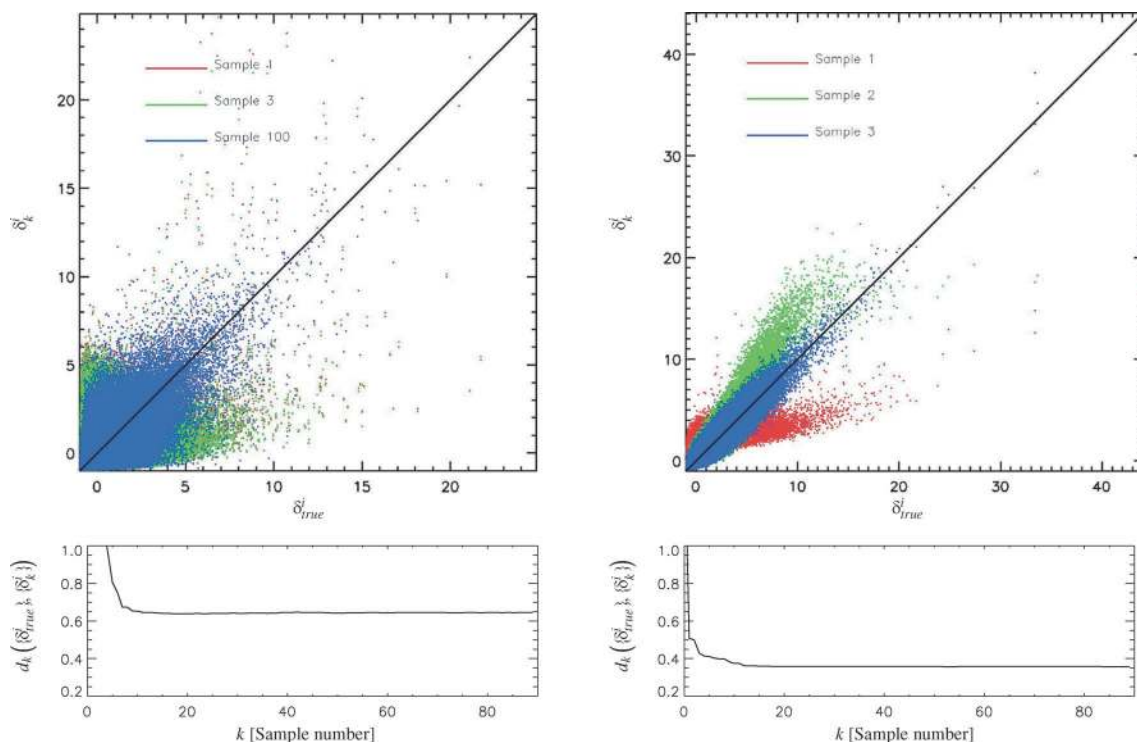 Sample 1
Sample 3
Sample 100
20
15
10
5
0
0 5 10 15 20
δ^i_k
δ^i_true
Sample 1
Sample 2
Sample 3
40
30
20
10
0
0 10 20 30 40
δ^i_k
δ^i_true
1.0
0.8
0.6
0.4
0.2
0 20 40 60 80
d_k ({δ^i_true}, {δ^i_k})
k [Sample number]
1.0
0.8
0.6
0.4
0.2
0 20 40 60 80
d_k ({δ^i_true}, {δ^i_k})
k [Sample number]